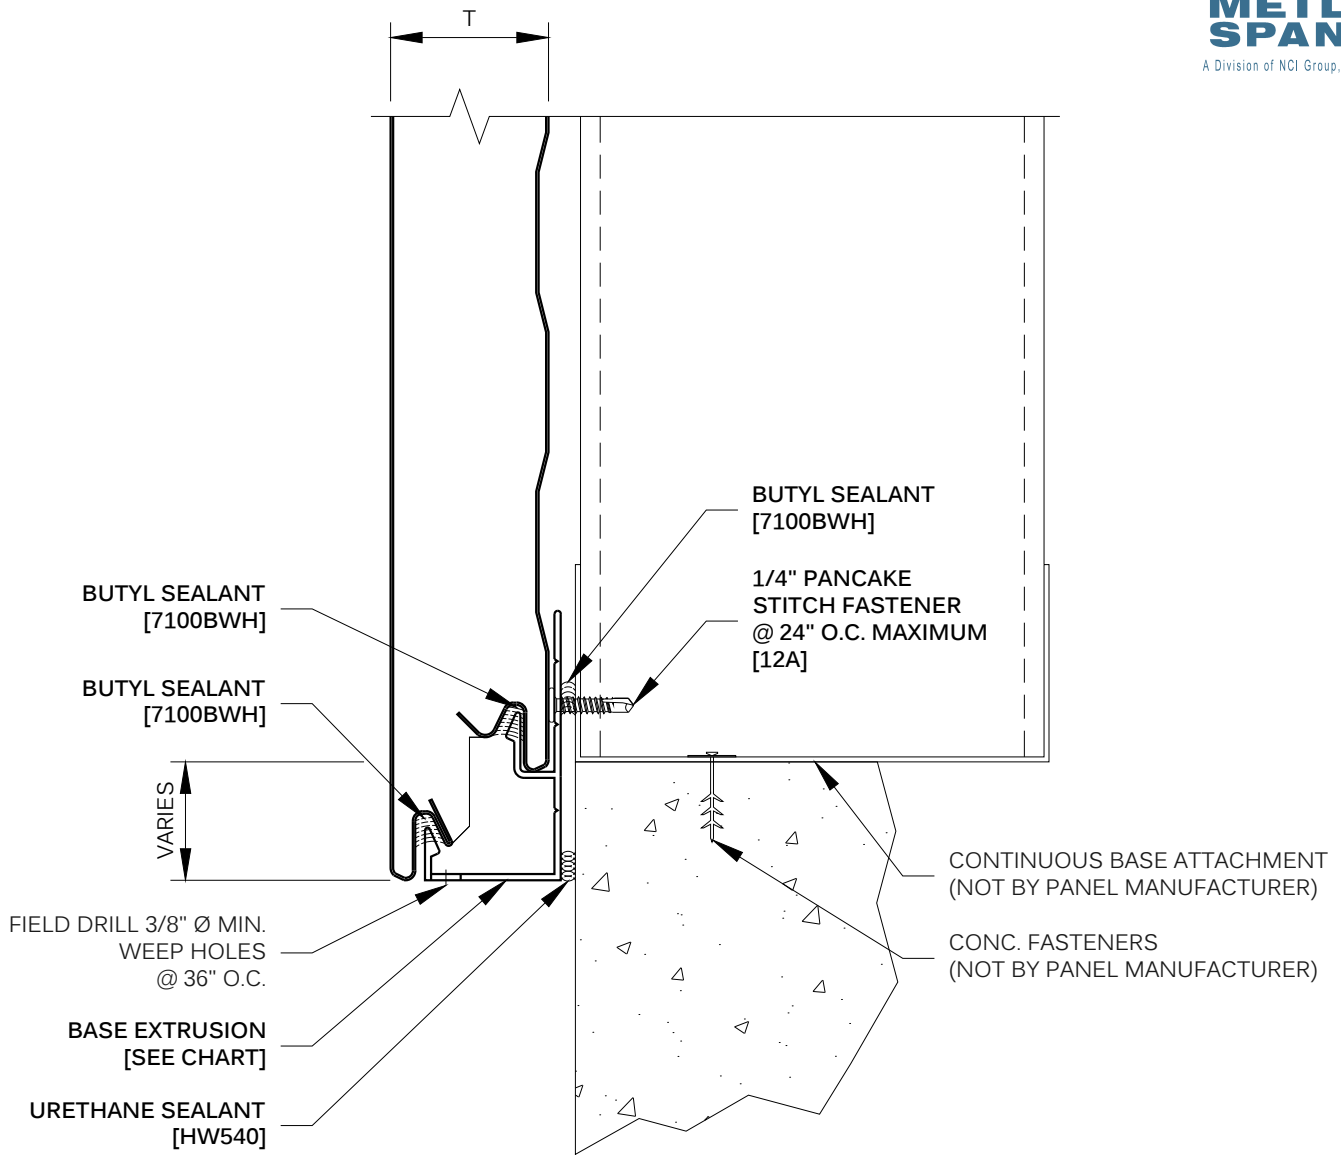 METL
SPAN
A Division of NCI Group,
T
BUTYL SEALANT
[7100BWH]
1/4" PANCAKE
STITCH FASTENER
@ 24" O.C. MAXIMUM
[12A]
BUTYL SEALANT
[7100BWH]
BUTYL SEALANT
[7100BWH]
VARIES
FIELD DRILL 3/8" Ø MIN.
WEEP HOLES
@ 36" O.C.
BASE EXTRUSION
[SEE CHART]
URETHANE SEALANT
[HW540]
CONTINUOUS BASE ATTACHMENT
(NOT BY PANEL MANUFACTURER)
CONC. FASTENERS
(NOT BY PANEL MANUFACTURER)